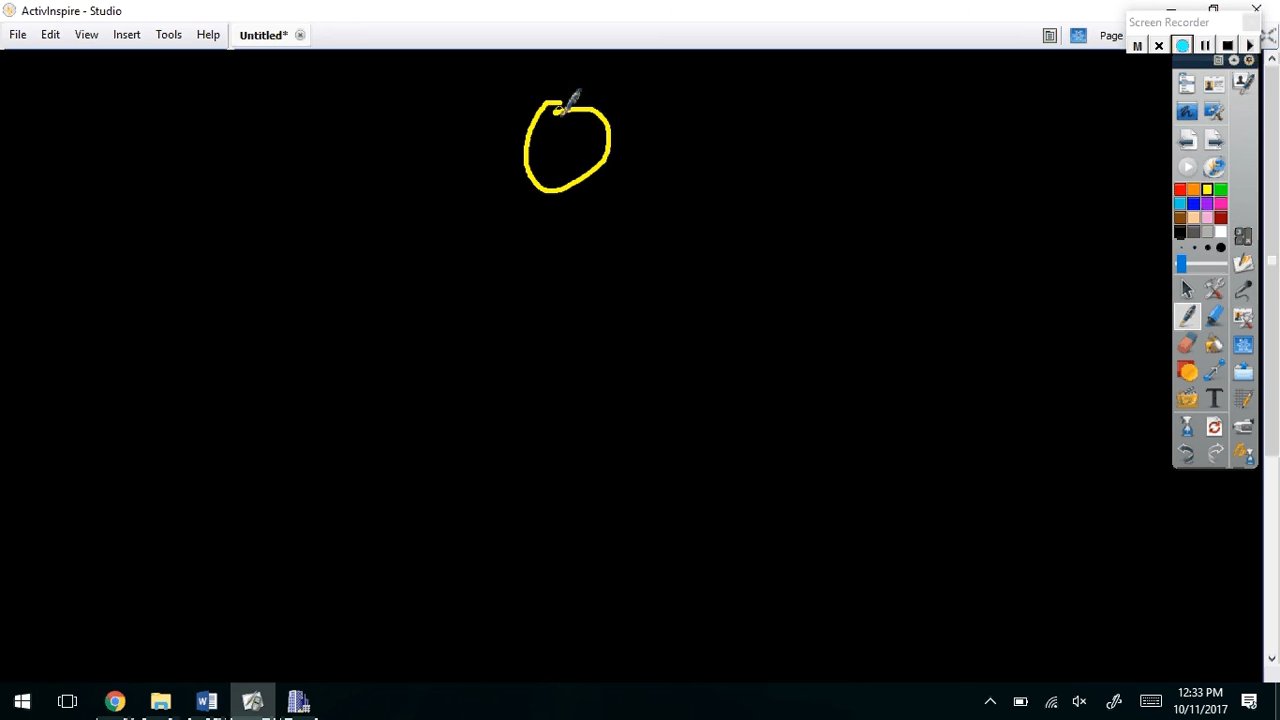 ActivInspire - Studio
Screen Recorder
File Edit View Insert Tools Help Untitled* Page
M
T
12:33 PM
10/11/2017